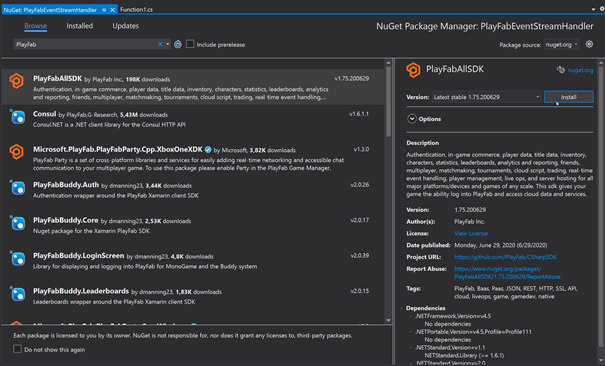 NuGet: PlayFabEventStreamHandler
Function1.cs
Browse
Installed
Updates
NuGet Package Manager: PlayFabEventStreamHandler
PlayFab
Include prerelease
Package source: nuget.org
PlayFabAllSDK by PlayFab Inc, 198K downloads
v1.75.200629
Authentication, in-game commerce, player data, title data, inventory, characters, statistics, leaderboards, analytics
and reporting, friends, multiplayer, matchmaking, tournaments, cloud script, trading, real-time event handling,...
Consul by PlayFab,G-Research, 5,43M downloads
v1.6.1.1
Consul.NET is a .NET client library for the Consul HTTP API
Microsoft.PlayFab.PlayFabParty.Cpp.XboxOneXDK by Microsoft, 3,82K downloads
v1.3.0
PlayFab Party is a set of cross-platform libraries and services for easily adding real-time networking and accessible chat
communication to your multiplayer game. To use this package please enable Party in the PlayFab Game Manager.
PlayFabBuddy.Auth by dmanning23, 3,44K downloads
v2.0.26
Authentication wrapper around the PlayFab Xamarin client SDK
PlayFabBuddy.Core by dmanning23, 2,53K downloads
v2.0.17
Nuget package for the Xamarin PlayFab SDK
PlayFabBuddy.LoginScreen by dmanning23, 4,8K downloads
v2.0.39
Library for displaying and logging into PlayFab for MonoGame and the Buddy system
PlayFabBuddy.Leaderboards by dmanning23, 1,83K downloads
v2.0.15
Leaderboards wrapper around the PlayFab Xamarin client SDK
Each package is licensed to you by its owner. NuGet is not responsible for, nor does it grant any licenses to, third-party packages.
Do not show this again
PlayFabAllSDK
nuget.org
Version: Latest stable 1.75.200629
Install
Options
Description
Authentication, in-game commerce, player data, title data, inventory,
characters, statistics, leaderboards, analytics and reporting, friends,
multiplayer, matchmaking, tournaments, cloud script, trading, real-time
event handling, player management, live ops, and server hosting for all
major platforms/devices and games of any scale. This sdk gives your
game the ability log into PlayFab and access cloud data and services.
Version: 1.75.200629
Author(s): PlayFab Inc.
License: View License
Date published: Monday, June 29, 2020 (6/29/2020)
Project URL: https://github.com/PlayFab/CSharpSDK
Report Abuse: https://www.nuget.org/packages/
PlayFabAllSDK/1.75.200629/ReportAbuse
Tags: PlayFab, Baas, Paas, JSON, REST, HTTP, SSL, API,
cloud, liveops, game, gamedev, native
Dependencies
.NETFramework,Version=v4.5
No dependencies
.NETPortable,Version=v4.5,Profile=Profile111
No dependencies
.NETStandard,Version=v1.1
NETStandard.Library (>= 1.6.1)
.NETStandard,Version=v2.0